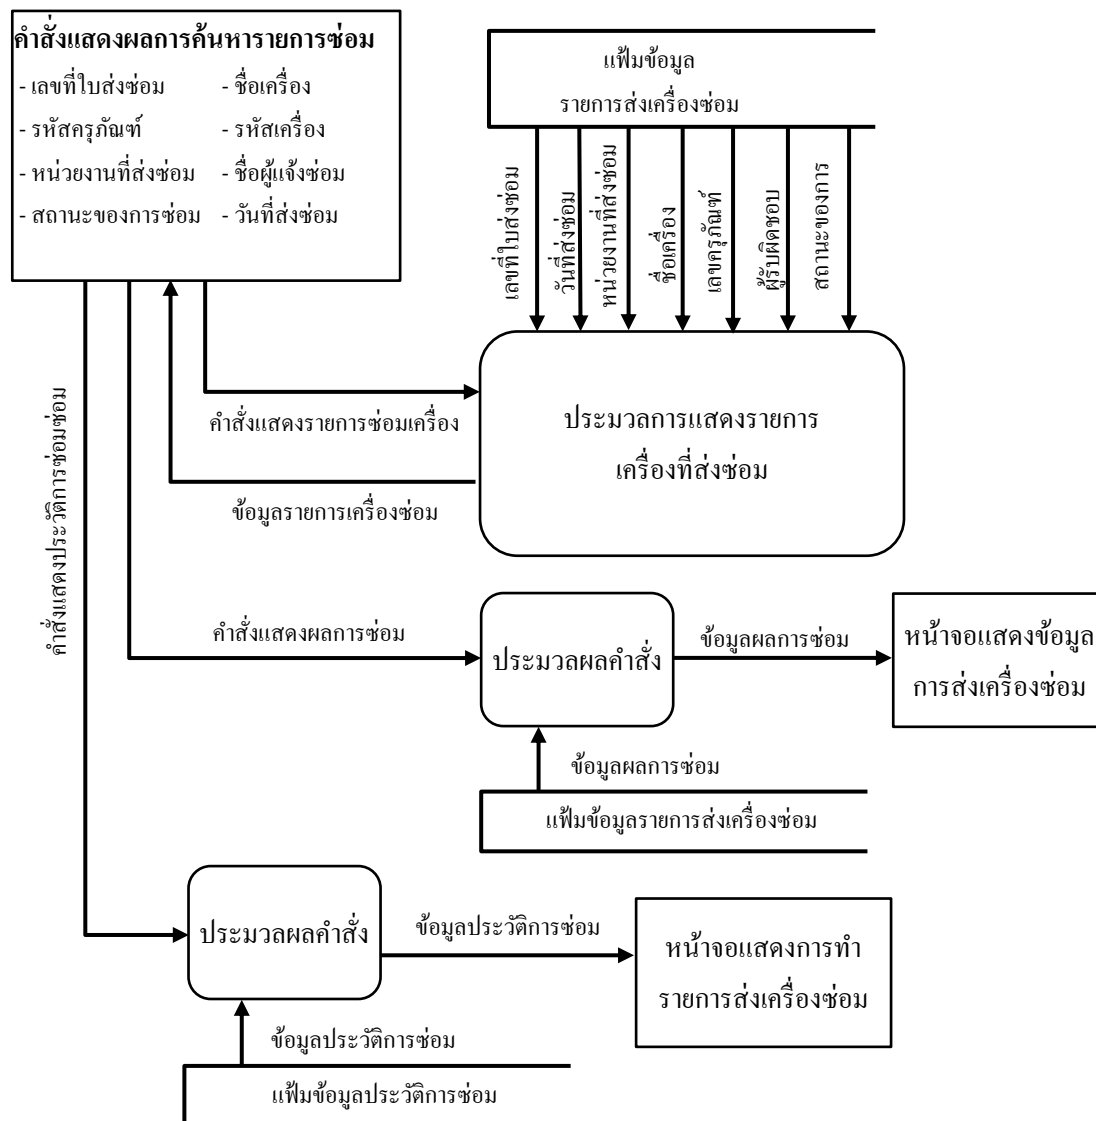 คำสั่งแสดงผลการค้นหารายการซ่อม
- เลขที่ใบส่งซ่อม - ชื่อเครื่อง
- รหัสครุภัณฑ์ - รหัสเครื่อง
- หน่วยงานที่ส่งซ่อม - ชื่อผู้แจ้งซ่อม
- สถานะของการซ่อม - วันที่ส่งซ่อม
แฟ้มข้อมูล
รายการส่งเครื่องซ่อม
เลขที่ใบส่งซ่อม
วันที่ส่งซ่อม
หน่วยงานที่ส่งซ่อม
ชื่อเครื่อง
เลขครุภัณฑ์
ผู้รับผิดชอบ
สถานะของการ
ประมวลการแสดงรายการ
เครื่องที่ส่งซ่อม
คำสั่งแสดงรายการซ่อมเครื่อง
ข้อมูลรายการเครื่องซ่อม
คำสั่งแสดงประวัติการซ่อมซ่อม
คำสั่งแสดงผลการซ่อม
ประมวลผลคำสั่ง
ข้อมูลผลการซ่อม
หน้าจอแสดงข้อมูล
การส่งเครื่องซ่อม
ข้อมูลผลการซ่อม
แฟ้มข้อมูลรายการส่งเครื่องซ่อม
ประมวลผลคำสั่ง
ข้อมูลประวัติการซ่อม
หน้าจอแสดงการทำ
รายการส่งเครื่องซ่อม
ข้อมูลประวัติการซ่อม
แฟ้มข้อมูลประวัติการซ่อม